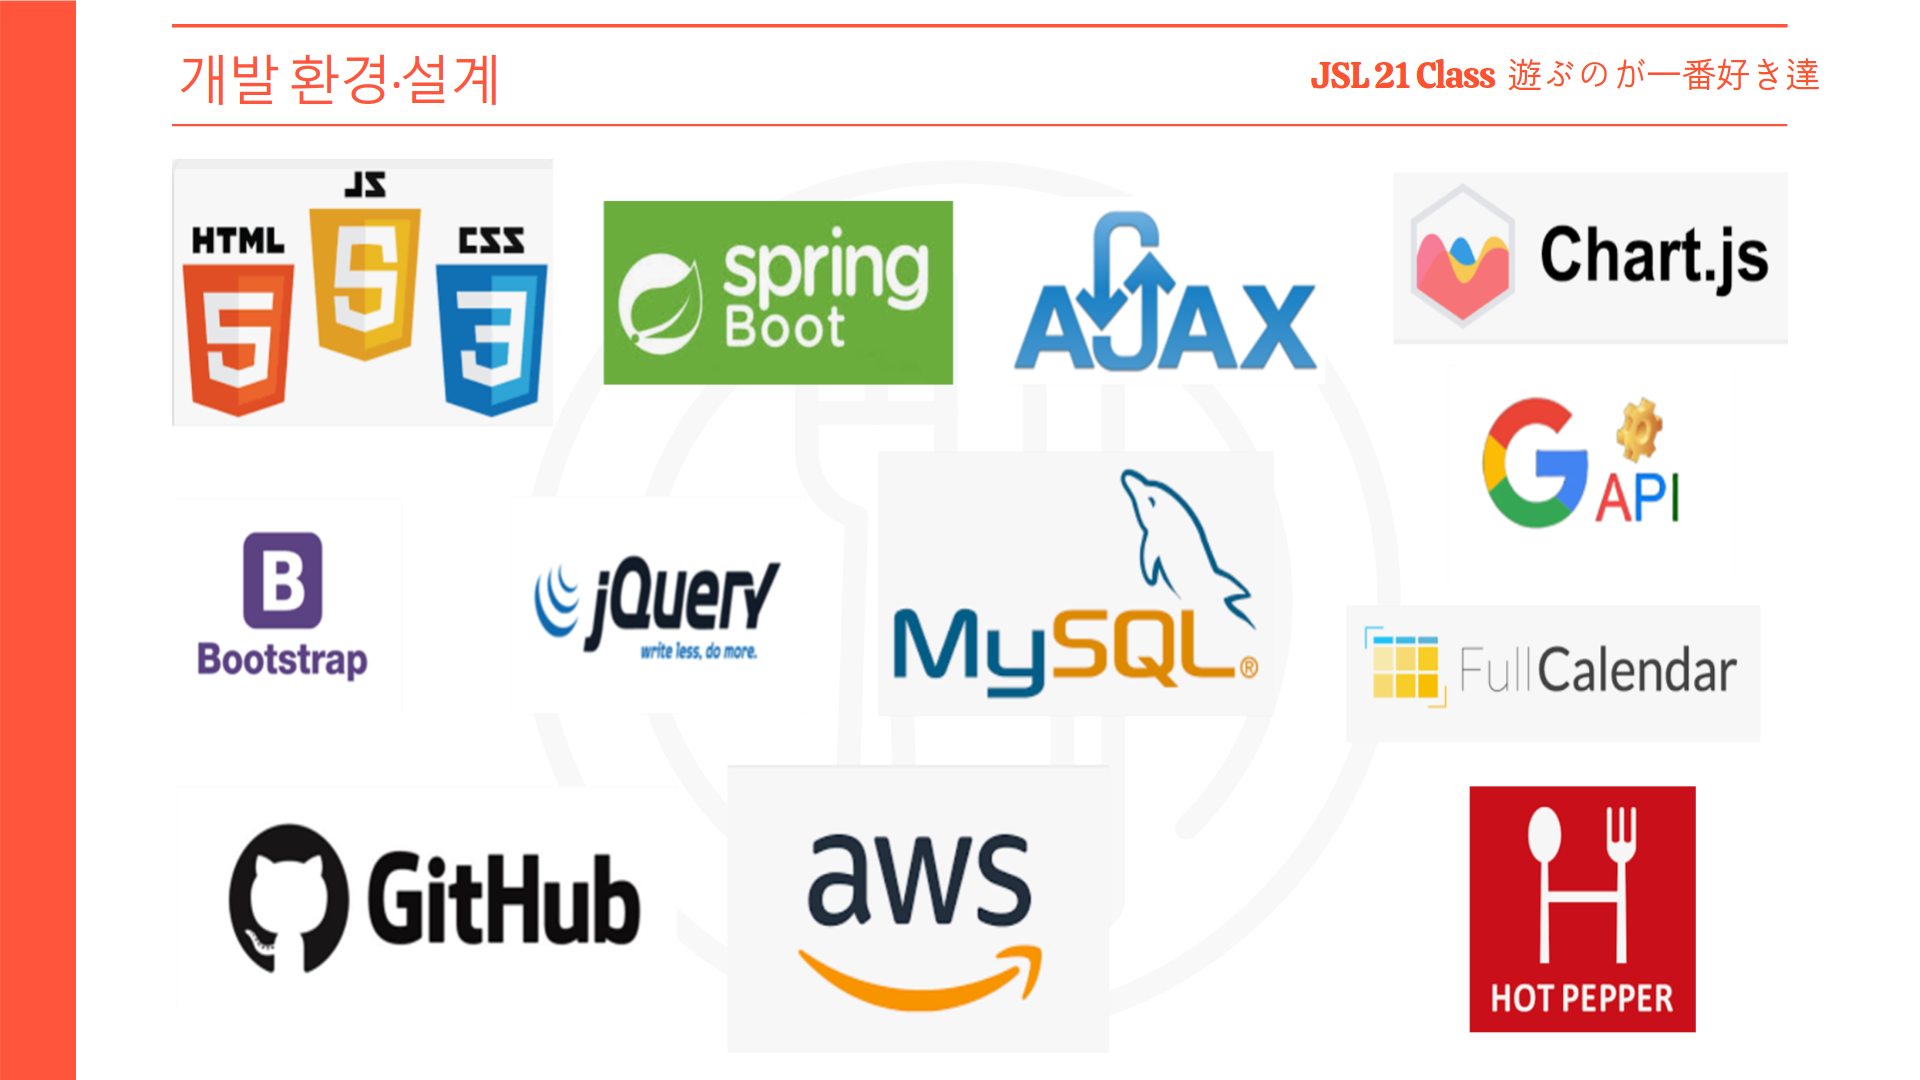 개발 환경·설계
JSL 21 Class 遊ぶのが一番好き達
JS
HTML
CSS
5
5
3
spring
Boot
AJAX
Chart.js
G API
B
Bootstrap
jQuery
write less, do more.
MySQL®
FullCalendar
GitHub
aws
HOT PEPPER